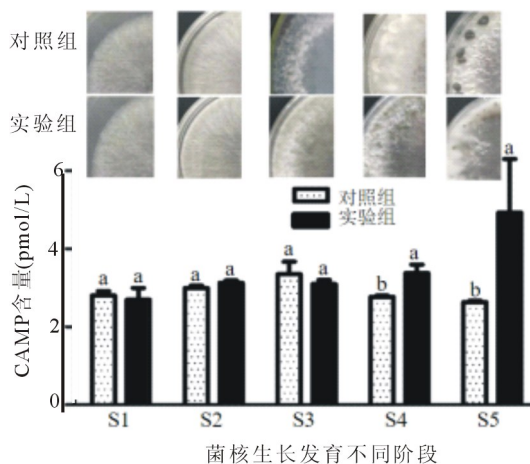 对照组
实验组
CAMP含量(pmol/L)
6
4
2
0
对照组
实验组
a a
a a
a a
b a
b a
S1 S2 S3 S4 S5
菌核生长发育不同阶段